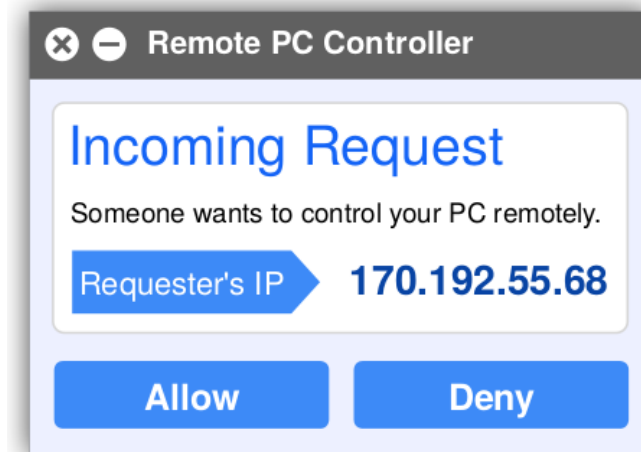 Remote PC Controller
Incoming Request
Someone wants to control your PC remotely.
Requester's IP 170.192.55.68
Allow Deny